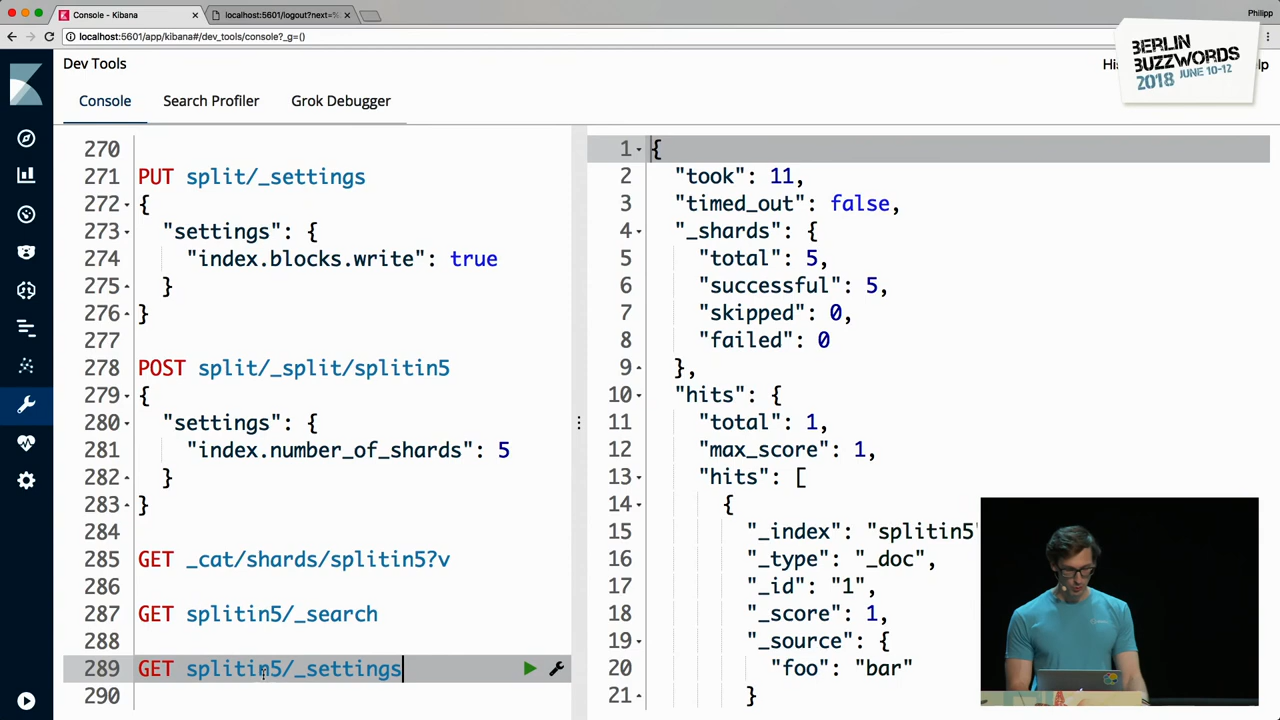 Console - Kibana
localhost:5601/logout?next=%
Philipp
localhost:5601/app/kibana#/dev_tools/console?_g=()
Dev Tools
BERLIN
BUZZWORDS
2018 JUNE 10-12
Console
Search Profiler
Grok Debugger
270
271 PUT split/_settings
272 {
273 "settings": {
274 "index.blocks.write": true
275 }
276 }
277
278 POST split/_split/splitin5
279 {
280 "settings": {
281 "index.number_of_shards": 5
282 }
283 }
284
285 GET _cat/shards/splitin5?v
286
287 GET splitin5/_search
288
289 GET splitin5/_settings
290
1 {
2 "took": 11,
3 "timed_out": false,
4 "_shards": {
5 "total": 5,
6 "successful": 5,
7 "skipped": 0,
8 "failed": 0
9 },
10 "hits": {
11 "total": 1,
12 "max_score": 1,
13 "hits": [
14 {
15 "_index": "splitin5"
16 "_type": "_doc",
17 "_id": "1",
18 "_score": 1,
19 "_source": {
20 "foo": "bar"
21 }